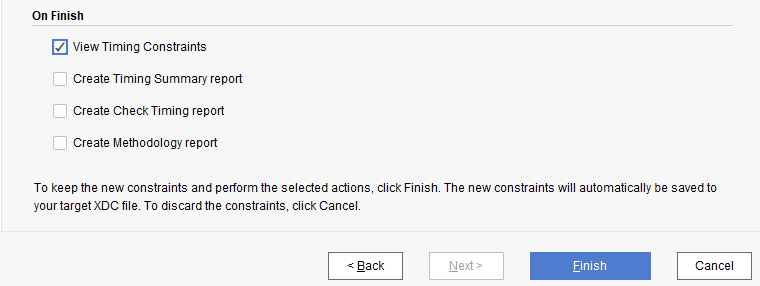 On Finish
View Timing Constraints
Create Timing Summary report
Create Check Timing report
Create Methodology report
To keep the new constraints and perform the selected actions, click Finish. The new constraints will automatically be saved to
your target XDC file. To discard the constraints, click Cancel.
< Back Next > Finish Cancel